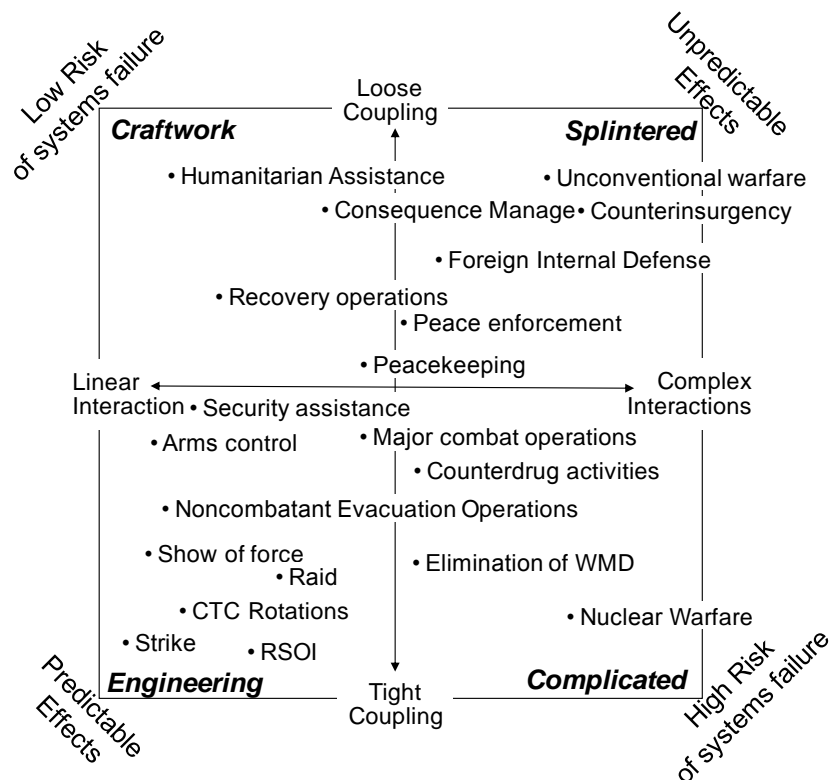 Low Risk
of systems failure
Unpredictable
Effects
Loose
Coupling
Craftwork
Splintered
• Humanitarian Assistance
• Unconventional warfare
• Consequence Manage
• Counterinsurgency
• Foreign Internal Defense
• Recovery operations
• Peace enforcement
• Peacekeeping
Linear
Interaction
Complex
Interactions
• Security assistance
• Arms control
• Major combat operations
• Counterdrug activities
• Noncombatant Evacuation Operations
• Show of force
• Elimination of WMD
• Raid
• CTC Rotations
• Nuclear Warfare
• Strike
• RSOI
Engineering
Complicated
Predictable
Effects
Tight
Coupling
High Risk
of systems failure